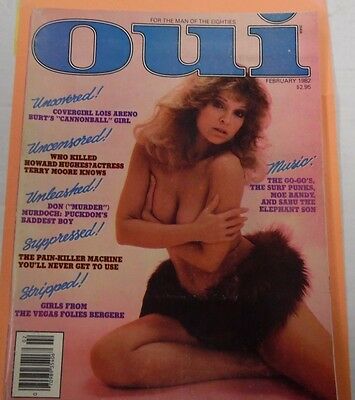 FOR THE MAN OF THE EIGHTIES
oui
FEBRUARY 1982
$2.95
Uncovered!
COVERGIRL LOIS ARENO
BURT'S "CANNONBALL" GIRL
Uncensored!
WHO KILLED
HOWARD HUGHES? ACTRESS
TERRY MOORE KNOWS
Unleashed!
DON ("MURDER")
MURDOCH: PUCKDOM'S
BADDEST BOY
Suppressed!
THE PAIN-KILLER MACHINE
YOU'LL NEVER GET TO USE
Stripped!
GIRLS FROM
THE VEGAS FOLIES BERGERE
Music:
THE GO-GO'S,
THE SURF PUNKS,
MOE BANDY,
AND SABU THE
ELEPHANT SON